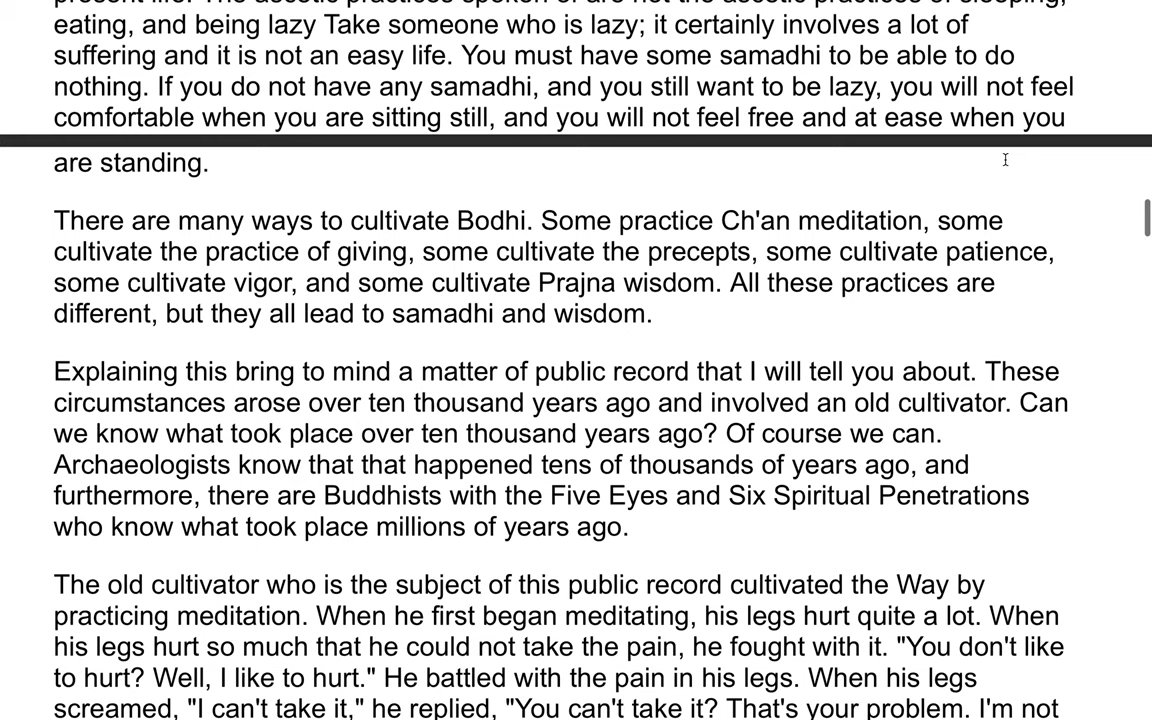 present life. The ascetic practices spoken of are not the ascetic practices of sleeping,
eating, and being lazy Take someone who is lazy; it certainly involves a lot of
suffering and it is not an easy life. You must have some samadhi to be able to do
nothing. If you do not have any samadhi, and you still want to be lazy, you will not feel
comfortable when you are sitting still, and you will not feel free and at ease when you
are standing.
There are many ways to cultivate Bodhi. Some practice Ch'an meditation, some
cultivate the practice of giving, some cultivate the precepts, some cultivate patience,
some cultivate vigor, and some cultivate Prajna wisdom. All these practices are
different, but they all lead to samadhi and wisdom.
Explaining this bring to mind a matter of public record that I will tell you about. These
circumstances arose over ten thousand years ago and involved an old cultivator. Can
we know what took place over ten thousand years ago? Of course we can.
Archaeologists know that that happened tens of thousands of years ago, and
furthermore, there are Buddhists with the Five Eyes and Six Spiritual Penetrations
who know what took place millions of years ago.
The old cultivator who is the subject of this public record cultivated the Way by
practicing meditation. When he first began meditating, his legs hurt quite a lot. When
his legs hurt so much that he could not take the pain, he fought with it. "You don't like
to hurt? Well, I like to hurt." He battled with the pain in his legs. When his legs
screamed, "I can't take it," he replied, "You can't take it? That's your problem. I'm not